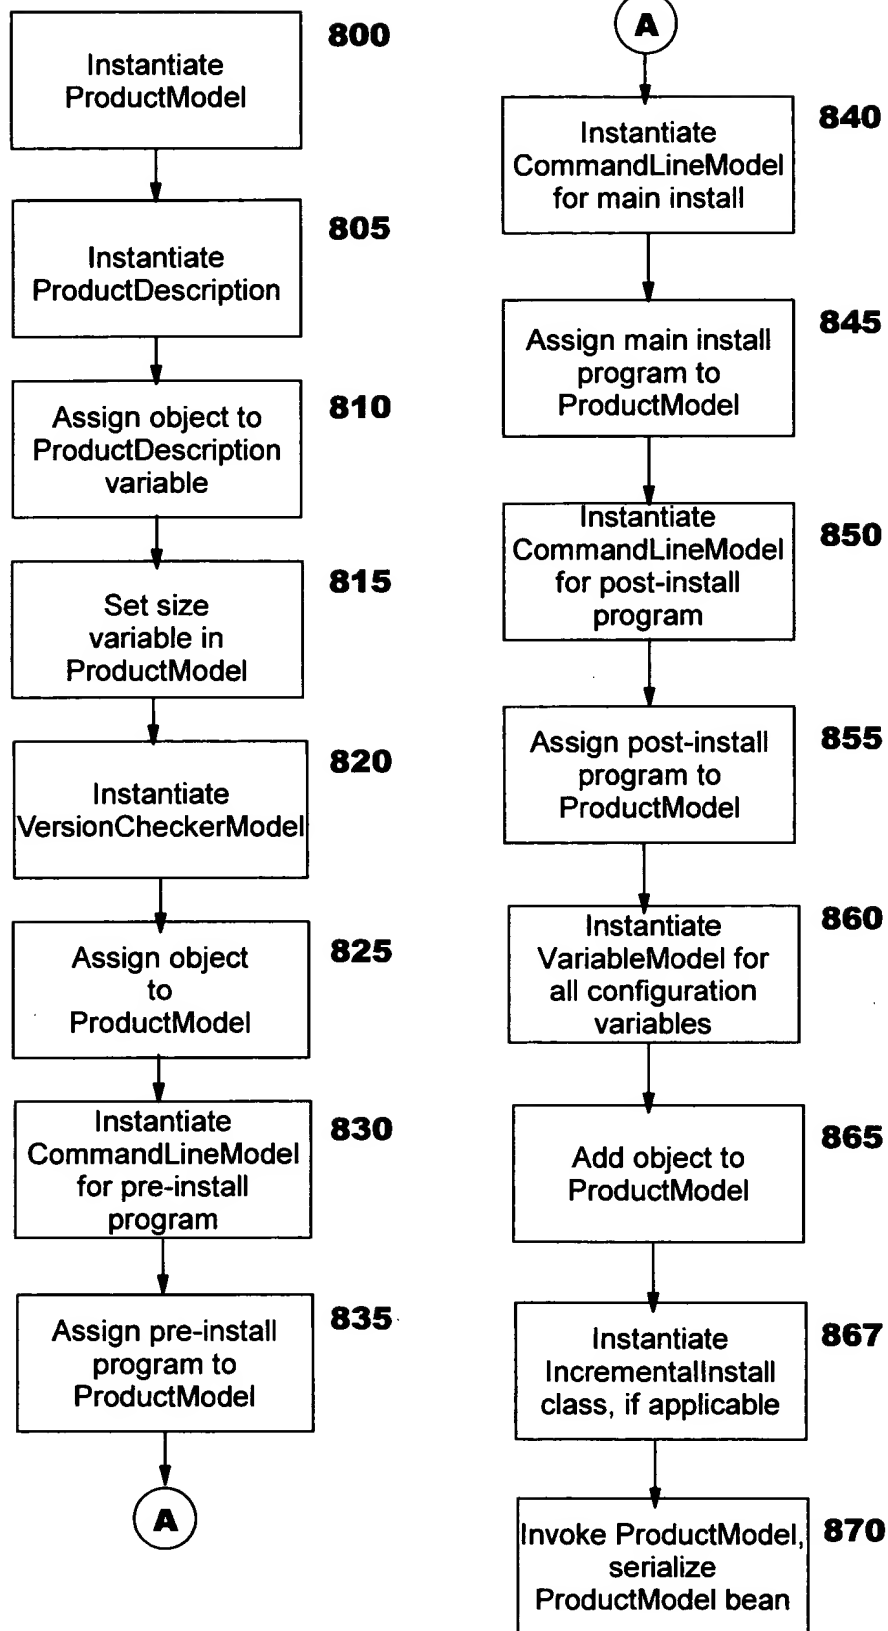 800
Instantiate
ProductModel
805
Instantiate
ProductDescription
810
Assign object to
ProductDescription
variable
815
Set size
variable in
ProductModel
820
Instantiate
VersionCheckerModel
825
Assign object
to
ProductModel
830
Instantiate
CommandLineModel
for pre-install
program
835
Assign pre-install
program to
ProductModel
A
A
840
Instantiate
CommandLineModel
for main install
845
Assign main install
program to
ProductModel
850
Instantiate
CommandLineModel
for post-install
program
855
Assign post-install
program to
ProductModel
860
Instantiate
VariableModel for
all configuration
variables
865
Add object to
ProductModel
867
Instantiate
IncrementalInstall
class, if applicable
870
Invoke ProductModel,
serialize
ProductModel bean